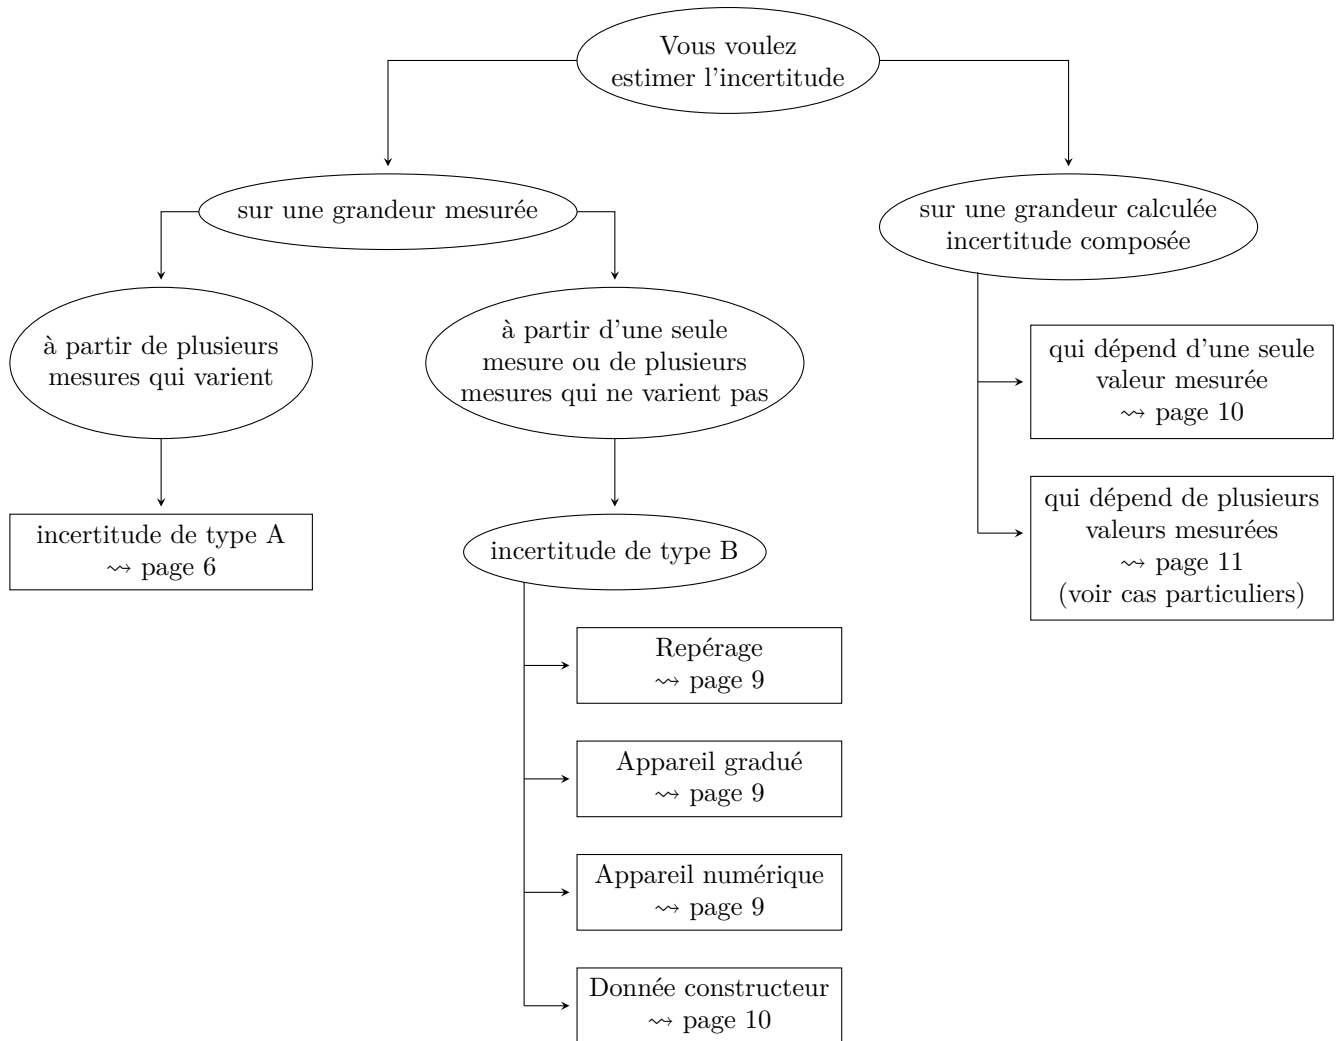 Vous voulez
estimer l'incertitude
sur une grandeur mesurée
sur une grandeur calculée
incertitude composée
à partir de plusieurs
mesures qui varient
à partir d'une seule
mesure ou de plusieurs
mesures qui ne varient pas
qui dépend d'une seule
valeur mesurée
⇝ page 10
qui dépend de plusieurs
valeurs mesurées
⇝ page 11
(voir cas particuliers)
incertitude de type A
⇝ page 6
incertitude de type B
Repérage
⇝ page 9
Appareil gradué
⇝ page 9
Appareil numérique
⇝ page 9
Donnée constructeur
⇝ page 10